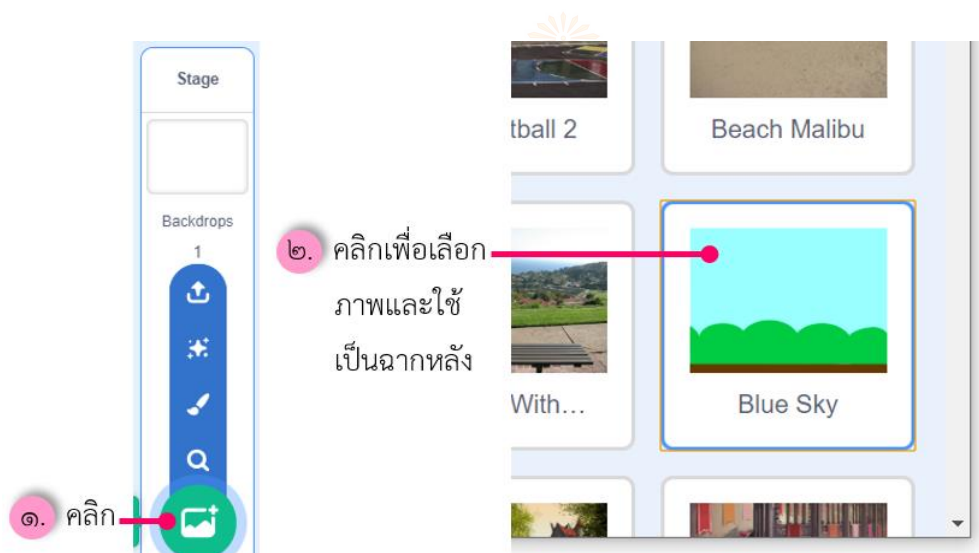 Stage
Backdrops
1
๑. คลิก
๒. คลิกเพื่อเลือก
ภาพและใช้
เป็นฉากหลัง
tball 2
Beach Malibu
With...
Blue Sky